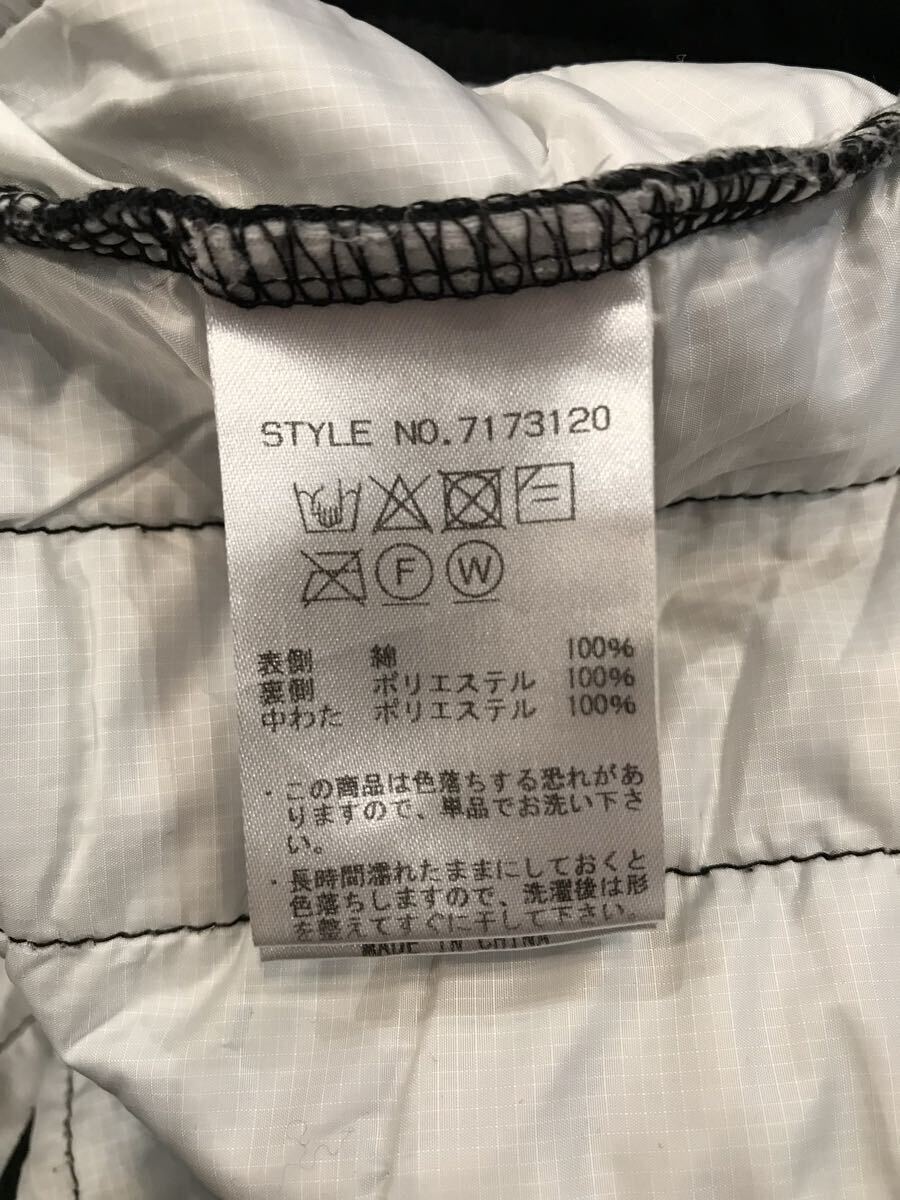 STYLE NO.7173120
F W
表側 綿 100%
裏側 ポリエステル 100%
中わた ポリエステル 100%
・この商品は色落ちする恐れがあ
りますので、単品でお洗い下さ
い。
・長時間濡れたままにしておくと
色落ちしますので、洗濯後は形
を整えてすぐに干して下さい。
MADE IN CHINA